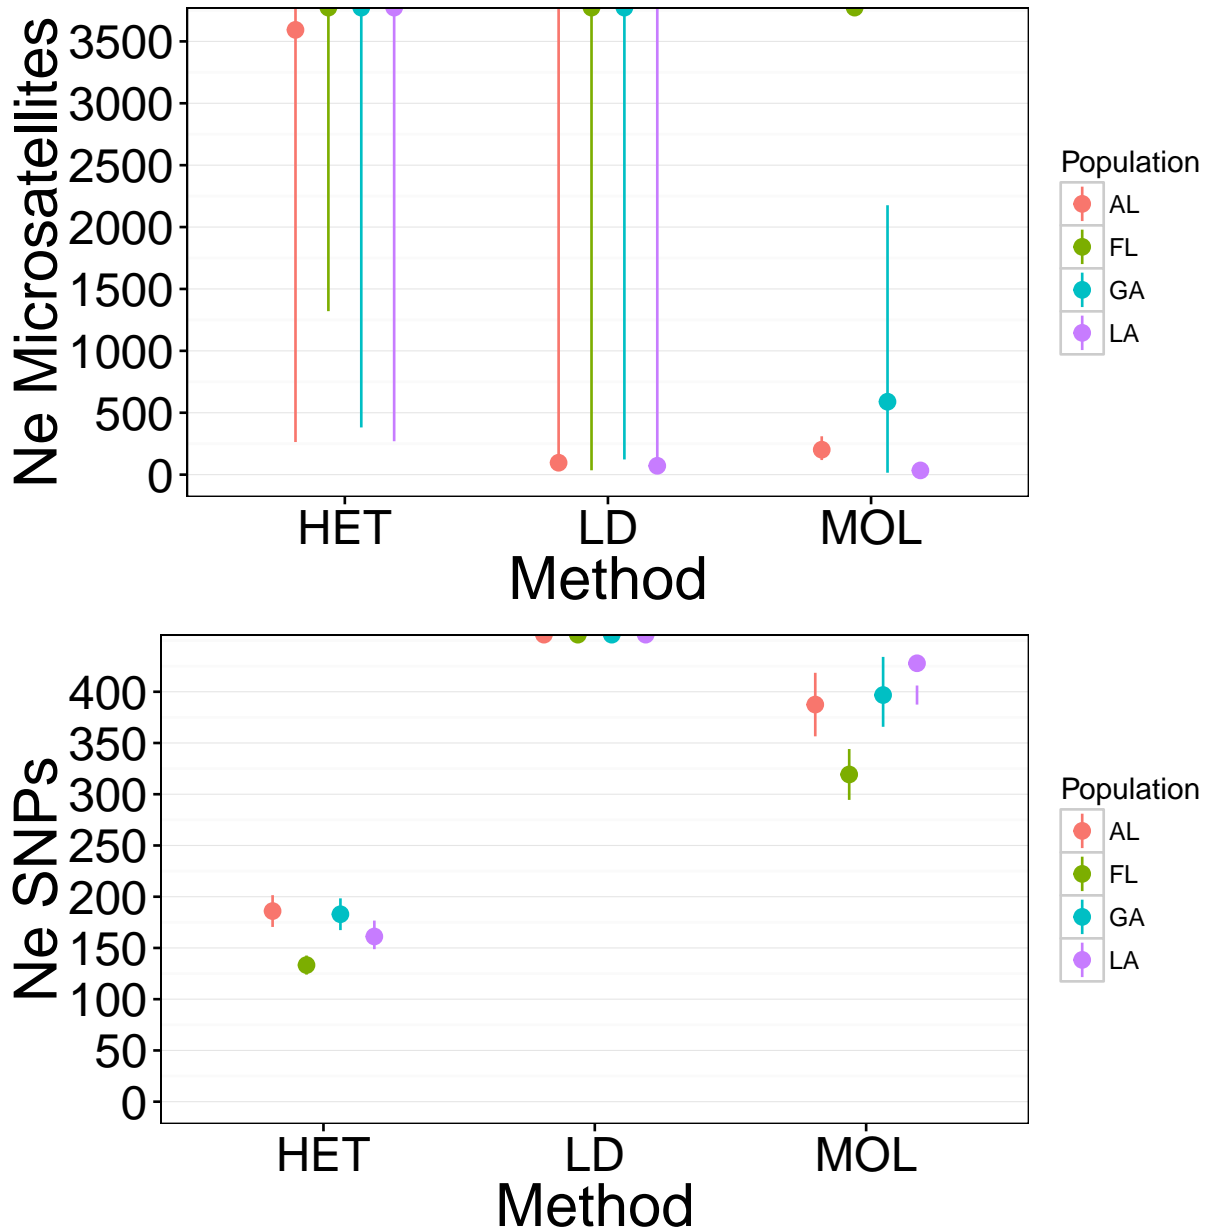 Ne Microsatellites
3500
3000
2500
2000
1500
1000
500
0
HET LD MOL
Method
Population
AL
FL
GA
LA
Ne SNPs
400
350
300
250
200
150
100
50
0
HET LD MOL
Method
Population
AL
FL
GA
LA